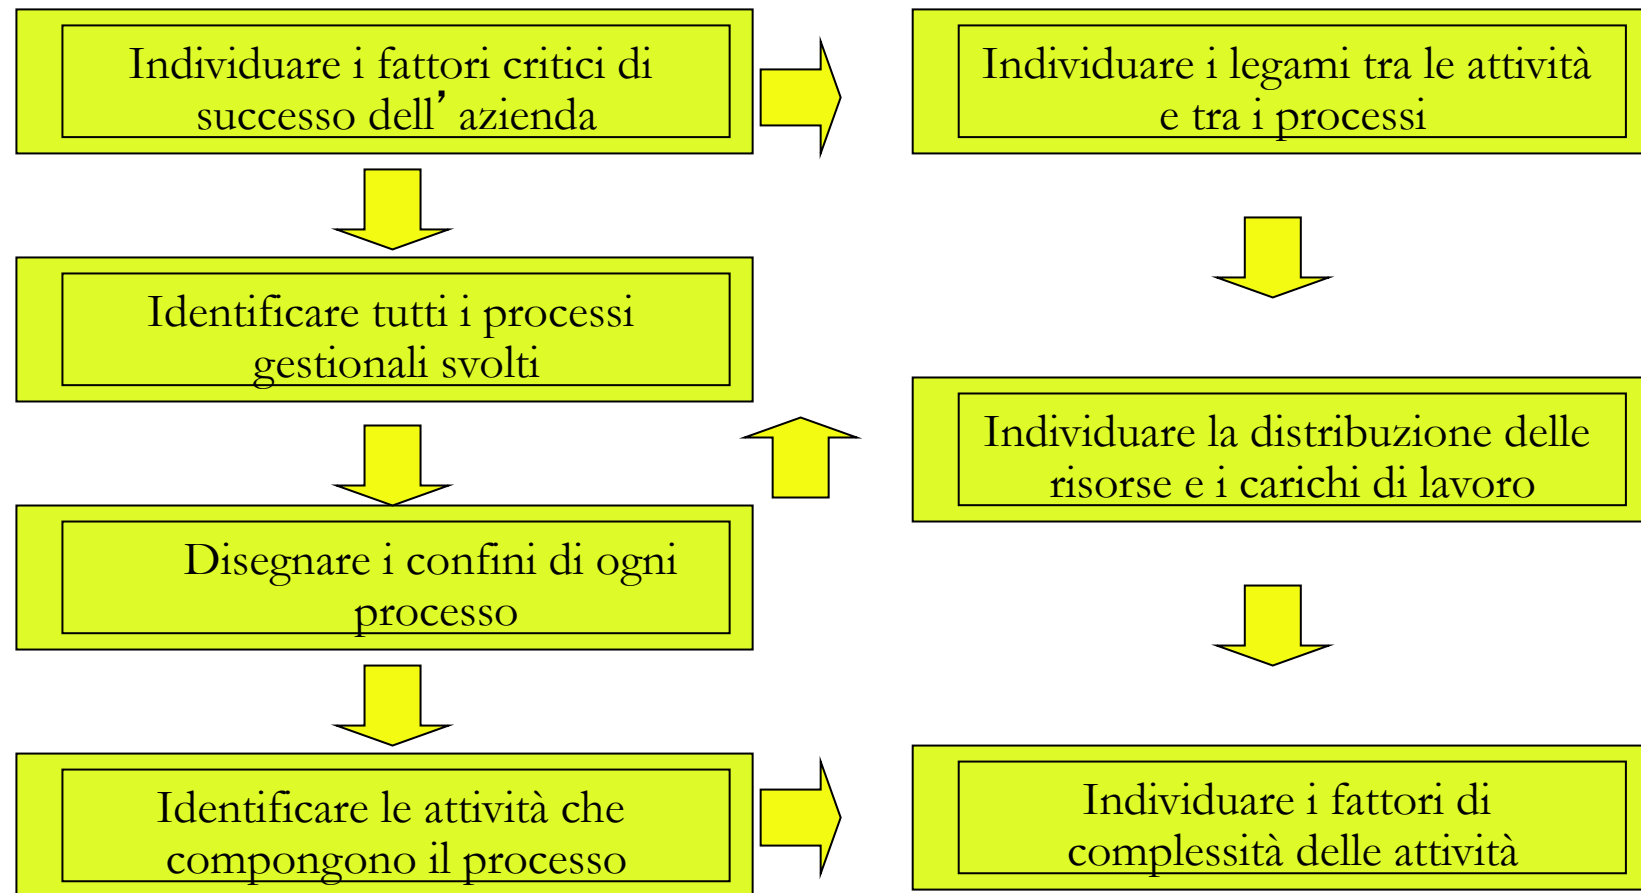 Individuare i fattori critici di
successo dell’ azienda
Identificare tutti i processi
gestionali svolti
Disegnare i confini di ogni
processo
Identificare le attività che
compongono il processo
Individuare i legami tra le attività
e tra i processi
Individuare la distribuzione delle
risorse e i carichi di lavoro
Individuare i fattori di
complessità delle attività